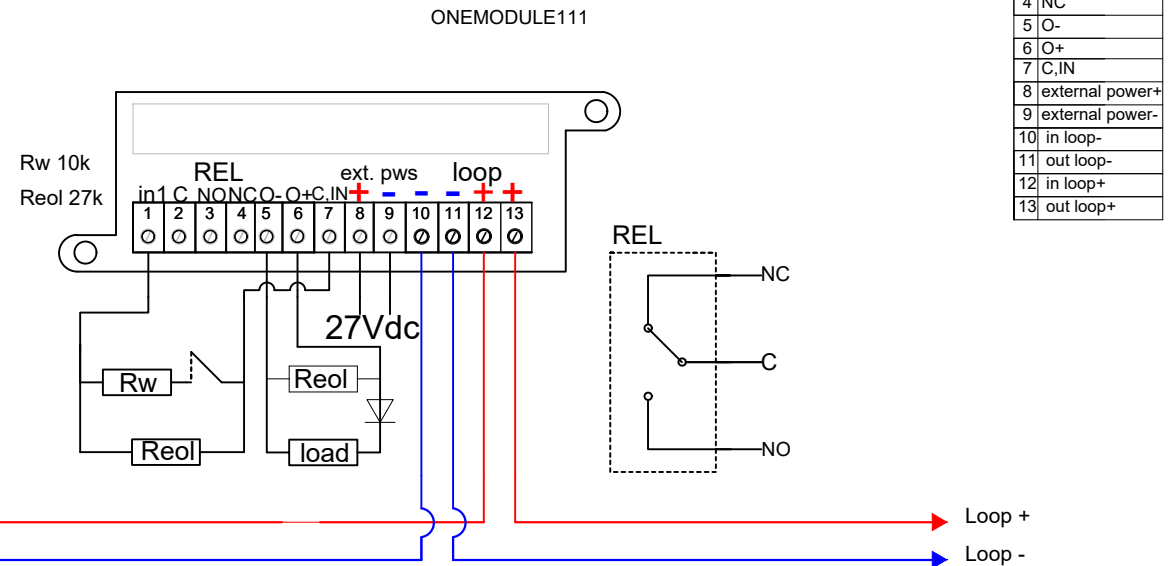 ONEMODULE111
4 NC
5 O-
6 O+
7 C,IN
8 external power+
9 external power-
10 in loop-
11 out loop-
12 in loop+
13 out loop+
Rw 10k
Reol 27k
REL
ext. pws
loop
in1 C NO NC O- O+ C,IN + - - - + +
1 2 3 4 5 6 7 8 9 10 11 12 13
27Vdc
Rw
Reol
Reol
load
REL
NC
C
NO
Loop +
Loop -